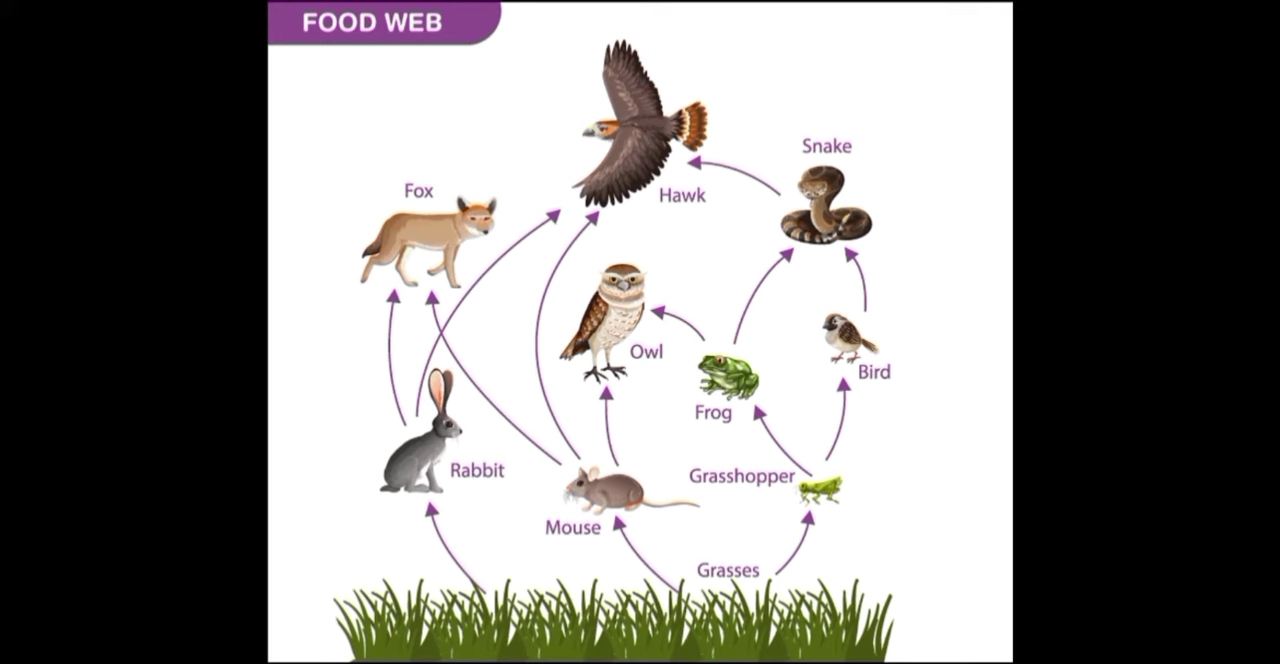 FOOD WEB
Snake
Fox
Hawk
Owl
Bird
Frog
Rabbit
Grasshopper
Mouse
Grasses